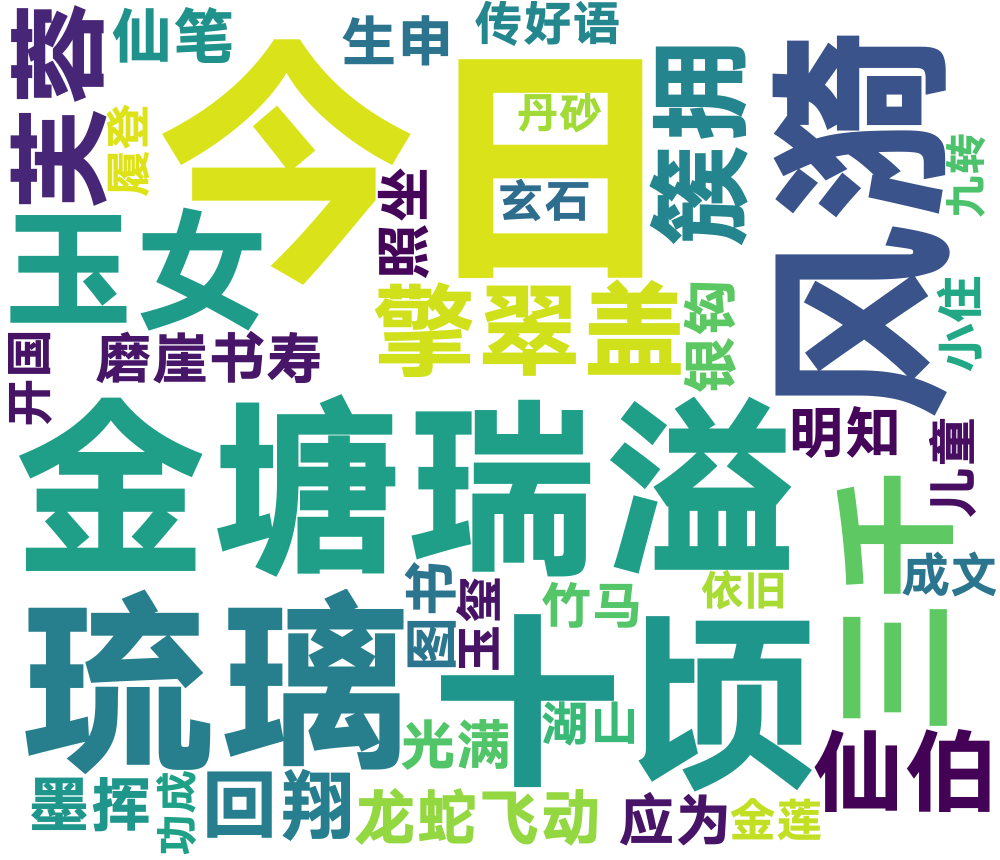 芙蓉
仙笔
生申
传好语
履登
今日
丹砂
玄石
簇拥
风漪
九转
照坐
玉女
擎翠盖
银钩
小住
开国
磨崖书寿
金塘瑞溢
明知
儿童
三千
成文
琉璃
图书
玉玺
竹马
依旧
十顷
湖山
光满
仙伯
墨挥
功成
回翔
龙蛇飞动
应为
金莲